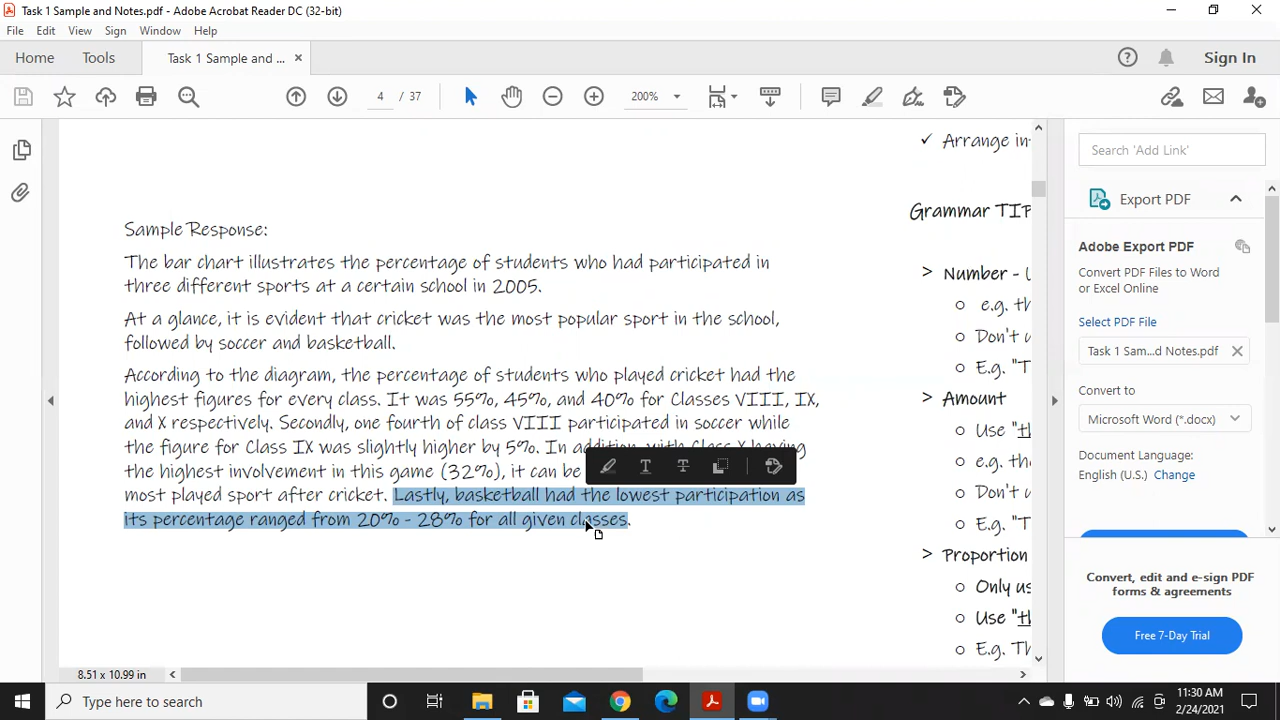 Task 1 Sample and Notes.pdf - Adobe Acrobat Reader DC (32-bit)
File Edit View Sign Window Help
Home Tools Task 1 Sample and ... × Sign In
4 / 37 200%
Search 'Add Link'
Export PDF
Adobe Export PDF
Convert PDF Files to Word
or Excel Online
Select PDF File
Task 1 Sam...d Notes.pdf
Convert to
Microsoft Word (*.docx)
Document Language:
English (U.S.) Change
Convert, edit and e-sign PDF
forms & agreements
Free 7-Day Trial
Sample Response:
The bar chart illustrates the percentage of students who had participated in
three different sports at a certain school in 2005.
At a glance, it is evident that cricket was the most popular sport in the school,
followed by soccer and basketball.
According to the diagram, the percentage of students who played cricket had the
highest figures for every class. It was 55%, 45%, and 40% for Classes VIII, IX,
and X respectively. Secondly, one fourth of class VIII participated in soccer while
the figure for Class IX was slightly higher by 5%. In addition, with Class X having
the highest involvement in this game (32%), it can be
most played sport after cricket. Lastly, basketball had the lowest participation as
its percentage ranged from 20% - 28% for all given classes.
✓ Arrange in
Grammar TIP
> Number - U
o e.g. th
o Don't u
o E.g. "T
> Amount
o Use "th
o e.g. th
o Don't u
o E.g. "T
> Proportion
o Only us
o Use "th
o E.g. Th
8.51 x 10.99 in
Type here to search
11:30 AM
2/24/2021